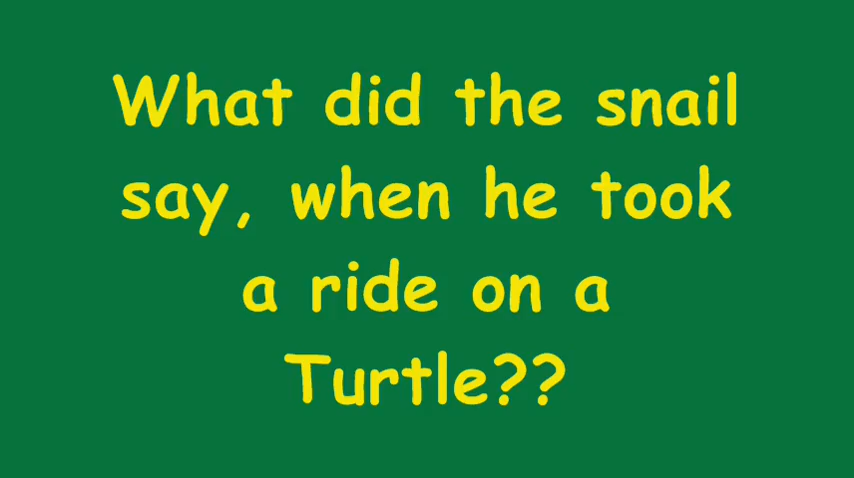 What did the snail
say, when he took
a ride on a
Turtle??